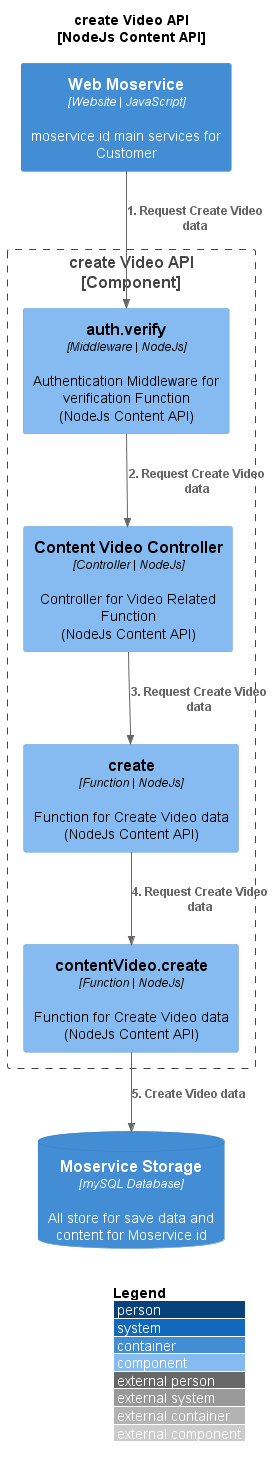 create Video API
[NodeJs Content API]
Web Moservice
[Website | JavaScript]
moservice.id main services for
Customer
1. Request Create Video
data
create Video API
[Component]
auth.verify
[Middleware | NodeJs]
Authentication Middleware for
verification Function
(NodeJs Content API)
2. Request Create Video
data
Content Video Controller
[Controller | NodeJs]
Controller for Video Related
Function
(NodeJs Content API)
3. Request Create Video
data
create
[Function | NodeJs]
Function for Create Video data
(NodeJs Content API)
4. Request Create Video
data
contentVideo.create
[Function | NodeJs]
Function for Create Video data
(NodeJs Content API)
5. Create Video data
Moservice Storage
[mySQL Database]
All store for save data and
content for Moservice.id
Legend
person
system
container
component
external person
external system
external container
external component